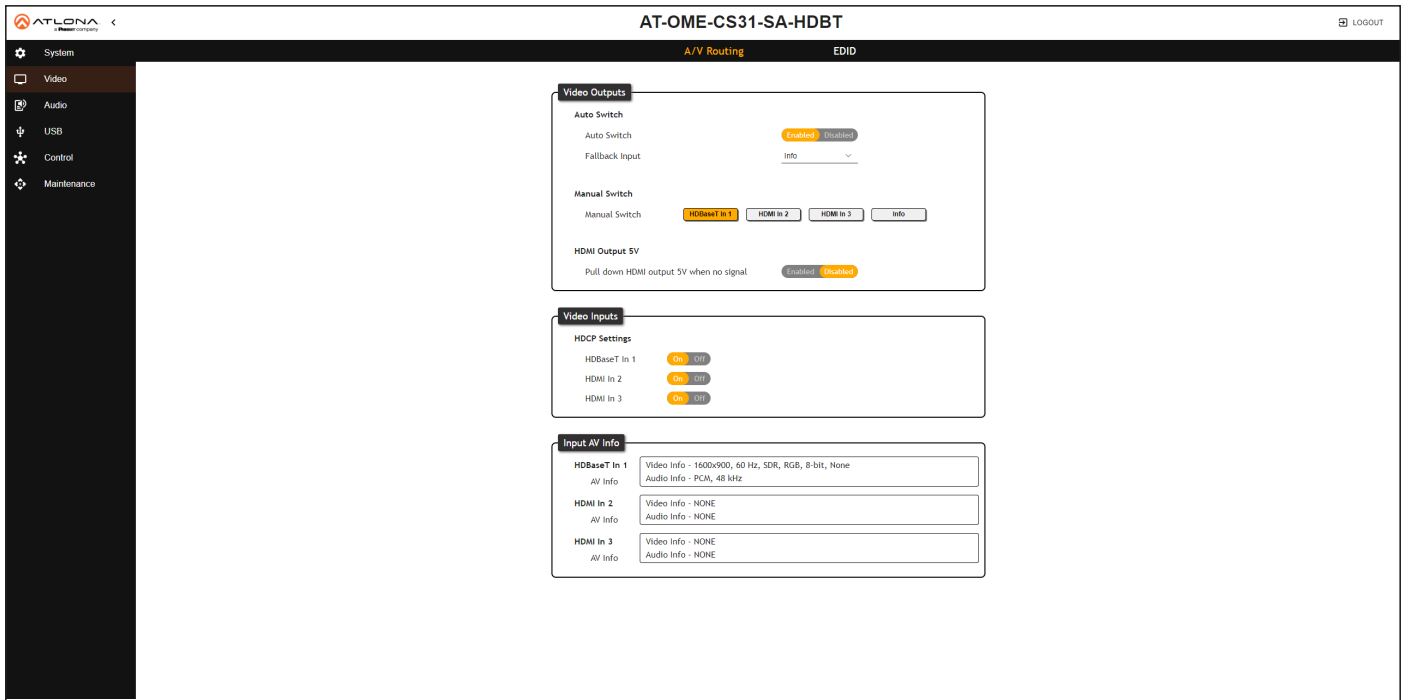 ATLONA
a Panduit company
AT-OME-CS31-SA-HDBT
LOGOUT
System
Video
Audio
USB
Control
Maintenance
A/V Routing EDID
Video Outputs
Auto Switch
Auto Switch Enabled Disabled
Fallback Input Info
Manual Switch
Manual Switch HDBaseT In 1 HDMI In 2 HDMI In 3 Info
HDMI Output 5V
Pull down HDMI output 5V when no signal Enabled Disabled
Video Inputs
HDCP Settings
HDBaseT In 1 On Off
HDMI In 2 On Off
HDMI In 3 On Off
Input AV Info
HDBaseT In 1 Video Info - 1600x900, 60 Hz, SDR, RGB, 8-bit, None
AV Info Audio Info - PCM, 48 kHz
HDMI In 2 Video Info - NONE
AV Info Audio Info - NONE
HDMI In 3 Video Info - NONE
AV Info Audio Info - NONE